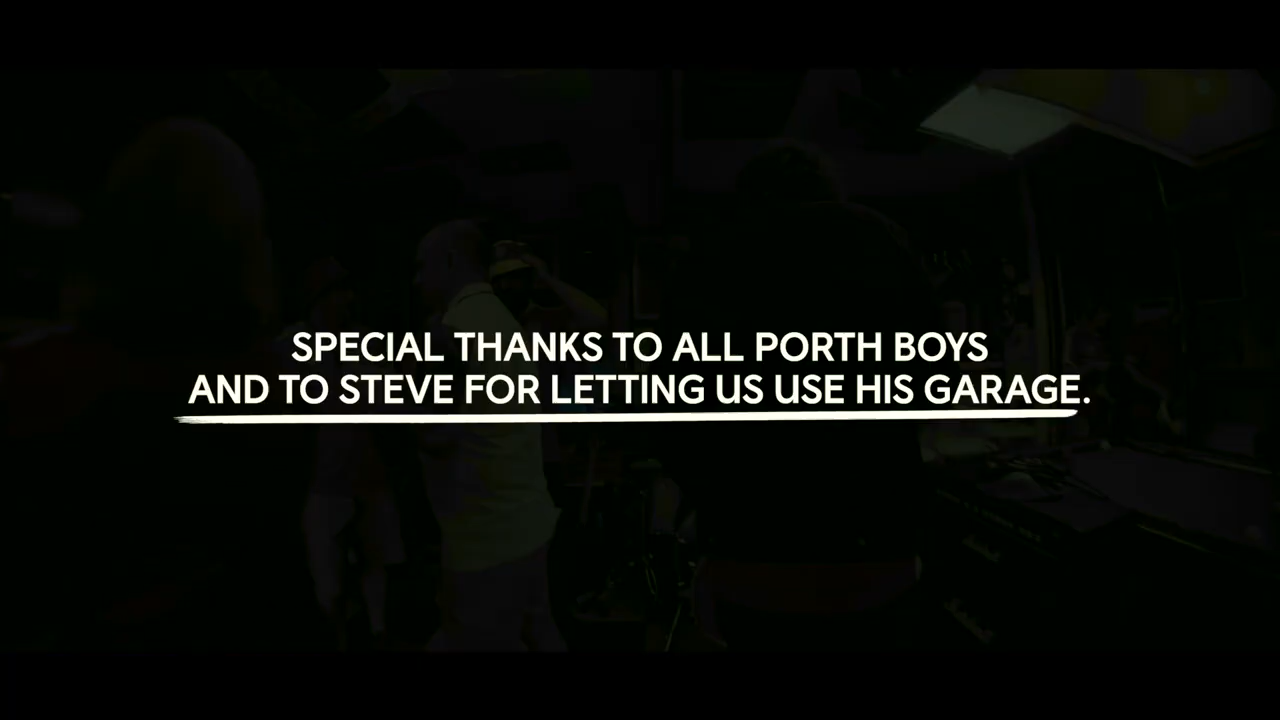 SPECIAL THANKS TO ALL PORTH BOYS
AND TO STEVE FOR LETTING US USE HIS GARAGE.